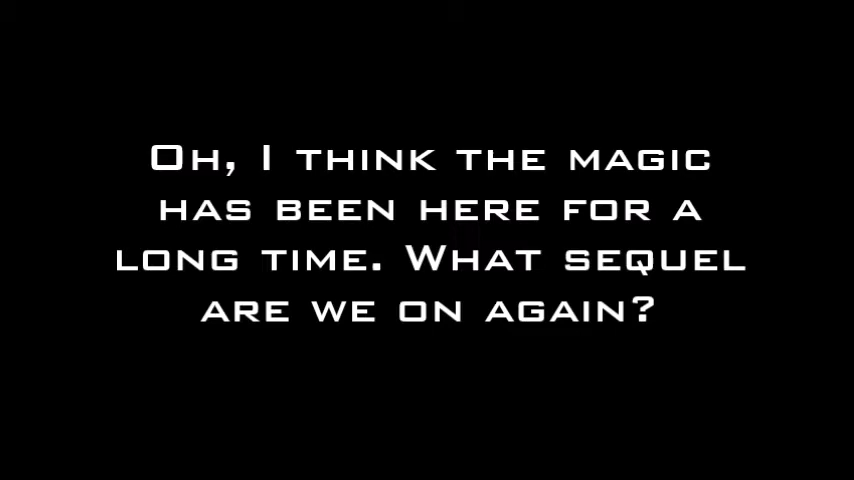 Oh, I think the magic
has been here for a
long time. What sequel
are we on again?